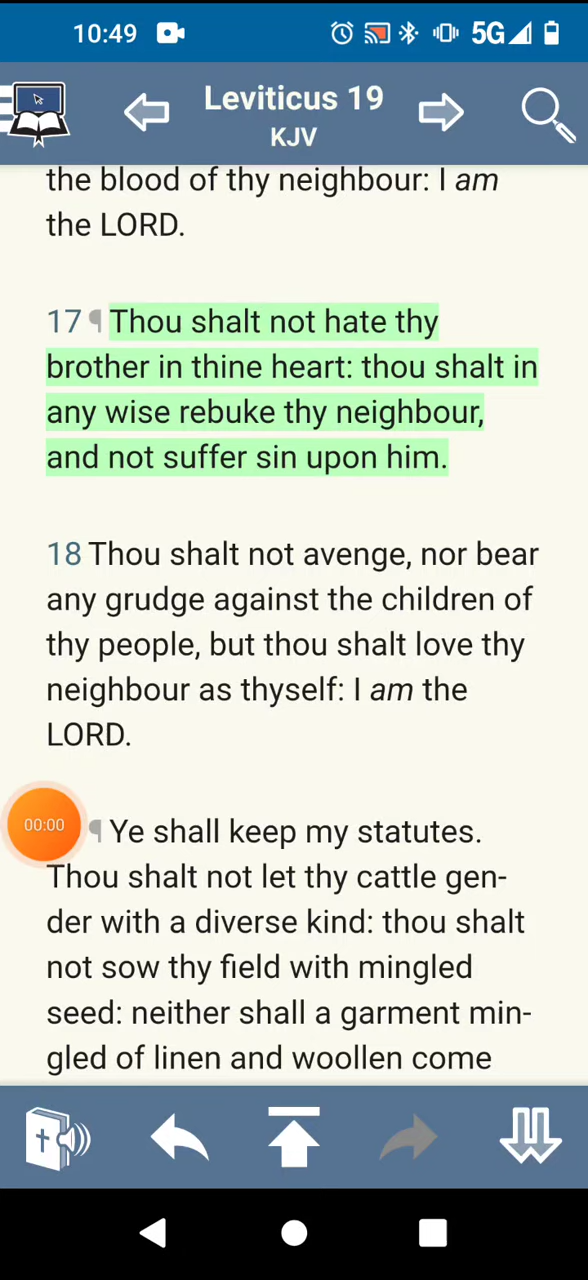 10:49 5G
Leviticus 19
KJV
the blood of thy neighbour: I am
the LORD.
17 ¶ Thou shalt not hate thy
brother in thine heart: thou shalt in
any wise rebuke thy neighbour,
and not suffer sin upon him.
18 Thou shalt not avenge, nor bear
any grudge against the children of
thy people, but thou shalt love thy
neighbour as thyself: I am the
LORD.
00:00 ¶ Ye shall keep my statutes.
Thou shalt not let thy cattle gen-
der with a diverse kind: thou shalt
not sow thy field with mingled
seed: neither shall a garment min-
gled of linen and woollen come